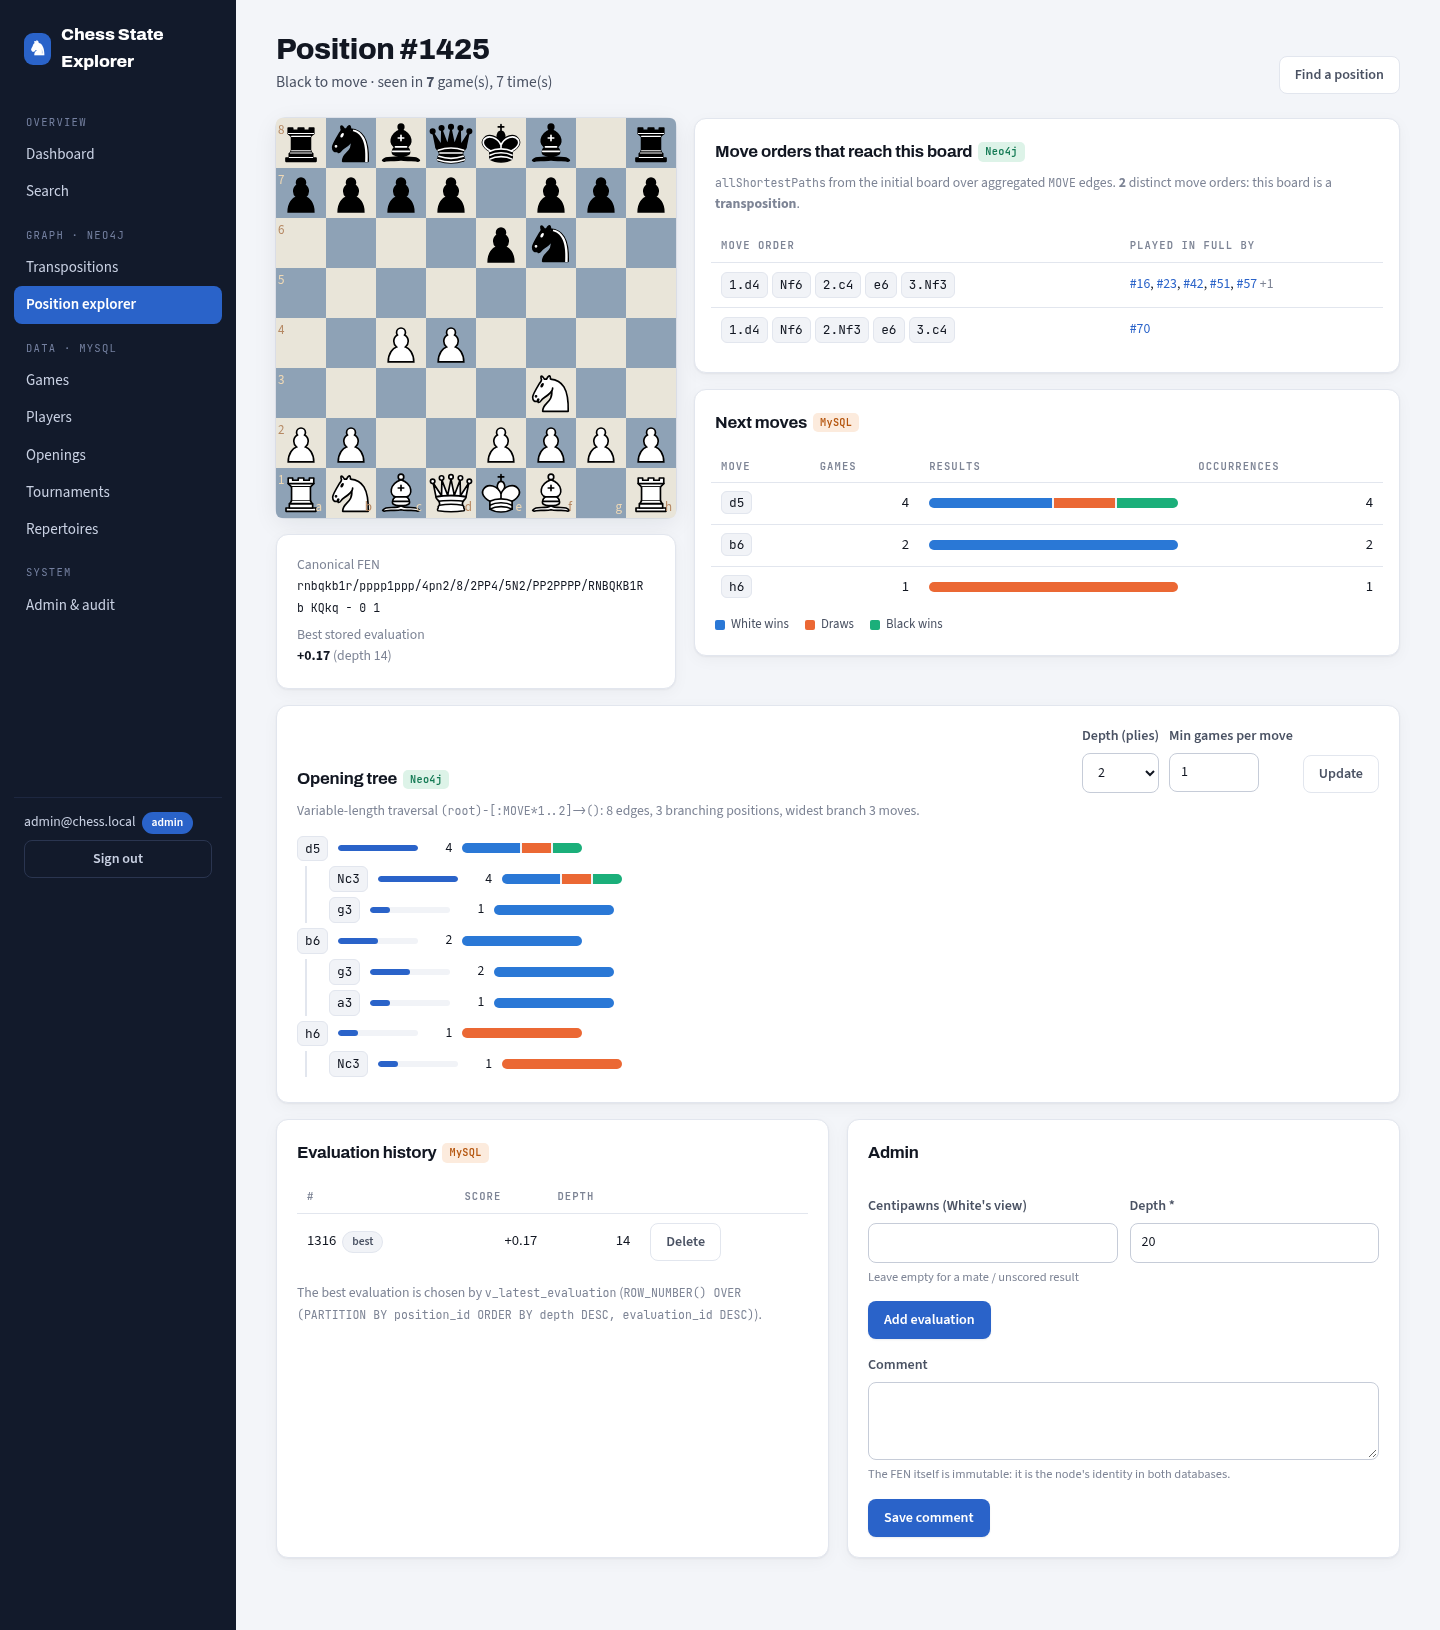 Chess State
Explorer
OVERVIEW
Dashboard
Search
GRAPH · NEO4J
Transpositions
Position explorer
DATA · MYSQL
Games
Players
Openings
Tournaments
Repertoires
SYSTEM
Admin & audit
admin@chess.local admin
Sign out
Position #1425
Black to move · seen in 7 game(s), 7 time(s)
Find a position
8
7
6
5
4
3
2
1
a b c d e f g h
Canonical FEN
rnbqkb1r/pppp1ppp/4pn2/8/2PP4/5N2/PP2PPPP/RNBQKB1R
b KQkq - 0 1
Best stored evaluation
+0.17 (depth 14)
Move orders that reach this board Neo4j
allShortestPaths from the initial board over aggregated MOVE edges. 2 distinct move orders: this board is a
transposition.
MOVE ORDER PLAYED IN FULL BY
1.d4 Nf6 2.c4 e6 3.Nf3 #16, #23, #42, #51, #57 +1
1.d4 Nf6 2.Nf3 e6 3.c4 #70
Next moves MySQL
MOVE GAMES RESULTS OCCURRENCES
d5 4 4
b6 2 2
h6 1 1
White wins Draws Black wins
Depth (plies) Min games per move
2 1 Update
Opening tree Neo4j
Variable-length traversal (root)-[:MOVE*1..2]→(): 8 edges, 3 branching positions, widest branch 3 moves.
d5 4
Nc3 4
g3 1
b6 2
g3 2
a3 1
h6 1
Nc3 1
Evaluation history MySQL
# SCORE DEPTH
1316 best +0.17 14 Delete
The best evaluation is chosen by v_latest_evaluation (ROW_NUMBER() OVER
(PARTITION BY position_id ORDER BY depth DESC, evaluation_id DESC)).
Admin
Centipawns (White's view) Depth *
20
Leave empty for a mate / unscored result
Add evaluation
Comment
The FEN itself is immutable: it is the node's identity in both databases.
Save comment